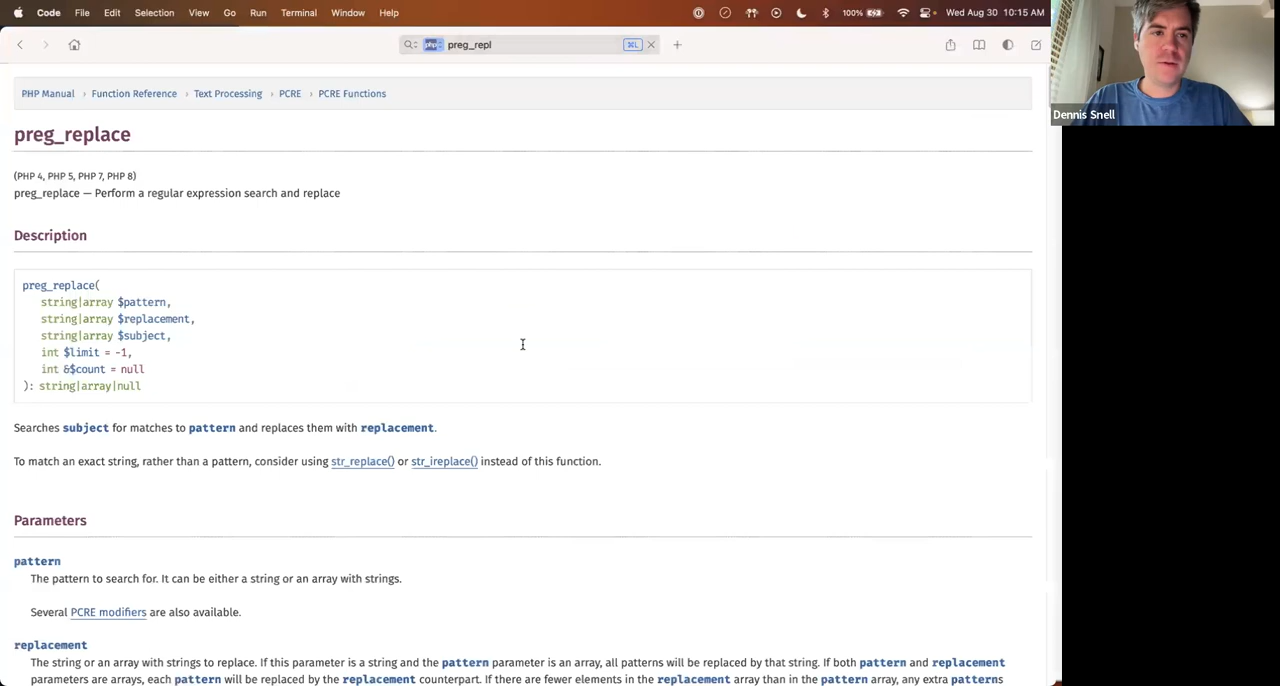 Code File Edit Selection View Go Run Terminal Window Help 100% Wed Aug 30 10:15 AM
php preg_repl ⌘L
Dennis Snell
PHP Manual › Function Reference › Text Processing › PCRE › PCRE Functions
preg_replace
(PHP 4, PHP 5, PHP 7, PHP 8)
preg_replace — Perform a regular expression search and replace
Description
preg_replace(
string|array $pattern,
string|array $replacement,
string|array $subject,
int $limit = -1,
int &$count = null
): string|array|null
Searches subject for matches to pattern and replaces them with replacement.
To match an exact string, rather than a pattern, consider using str_replace() or str_ireplace() instead of this function.
Parameters
pattern
The pattern to search for. It can be either a string or an array with strings.
Several PCRE modifiers are also available.
replacement
The string or an array with strings to replace. If this parameter is a string and the pattern parameter is an array, all patterns will be replaced by that string. If both pattern and replacement
parameters are arrays, each pattern will be replaced by the replacement counterpart. If there are fewer elements in the replacement array than in the pattern array, any extra patterns